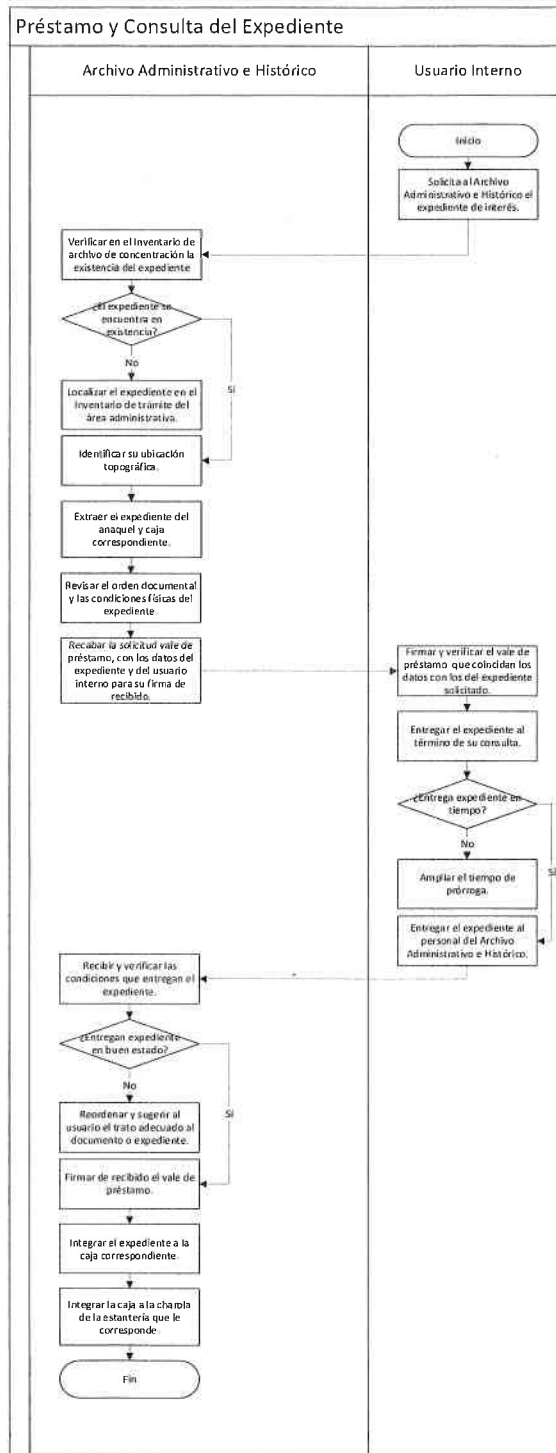 Préstamo y Consulta del Expediente
Archivo Administrativo e Histórico
Usuario Interno
Inicio
Solicita al Archivo
Administrativo e Histórico el
expediente de interés.
Verificar en el Inventario de
archivo de concentración la
existencia del expediente
¿El expediente se
encuentra en
existencia?
No
Sí
Localizar el expediente en el
Inventario de trámite del
área administrativa.
Identificar su ubicación
topográfica.
Extraer el expediente del
anaquel y caja
correspondiente.
Revisar el orden documental
y las condiciones físicas del
expediente
Recabar la solicitud vale de
préstamo, con los datos del
expediente y del usuario
interno para su firma de
recibido.
Firmar y verificar el vale de
préstamo que coincidan los
datos con los del expediente
solicitado.
Entregar el expediente al
término de su consulta.
¿Entrega expediente en
tiempo?
No
Sí
Ampliar el tiempo de
prórroga.
Entregar el expediente al
personal del Archivo
Administrativo e Histórico.
Recibir y verificar las
condiciones que entregan el
expediente.
¿Entregan expediente
en buen estado?
No
Sí
Reordenar y sugerir al
usuario el trato adecuado al
documento o expediente.
Firmar de recibido el vale de
préstamo.
Integrar el expediente a la
caja correspondiente.
Integrar la caja a la charola
de la estantería que le
corresponde.
Fin